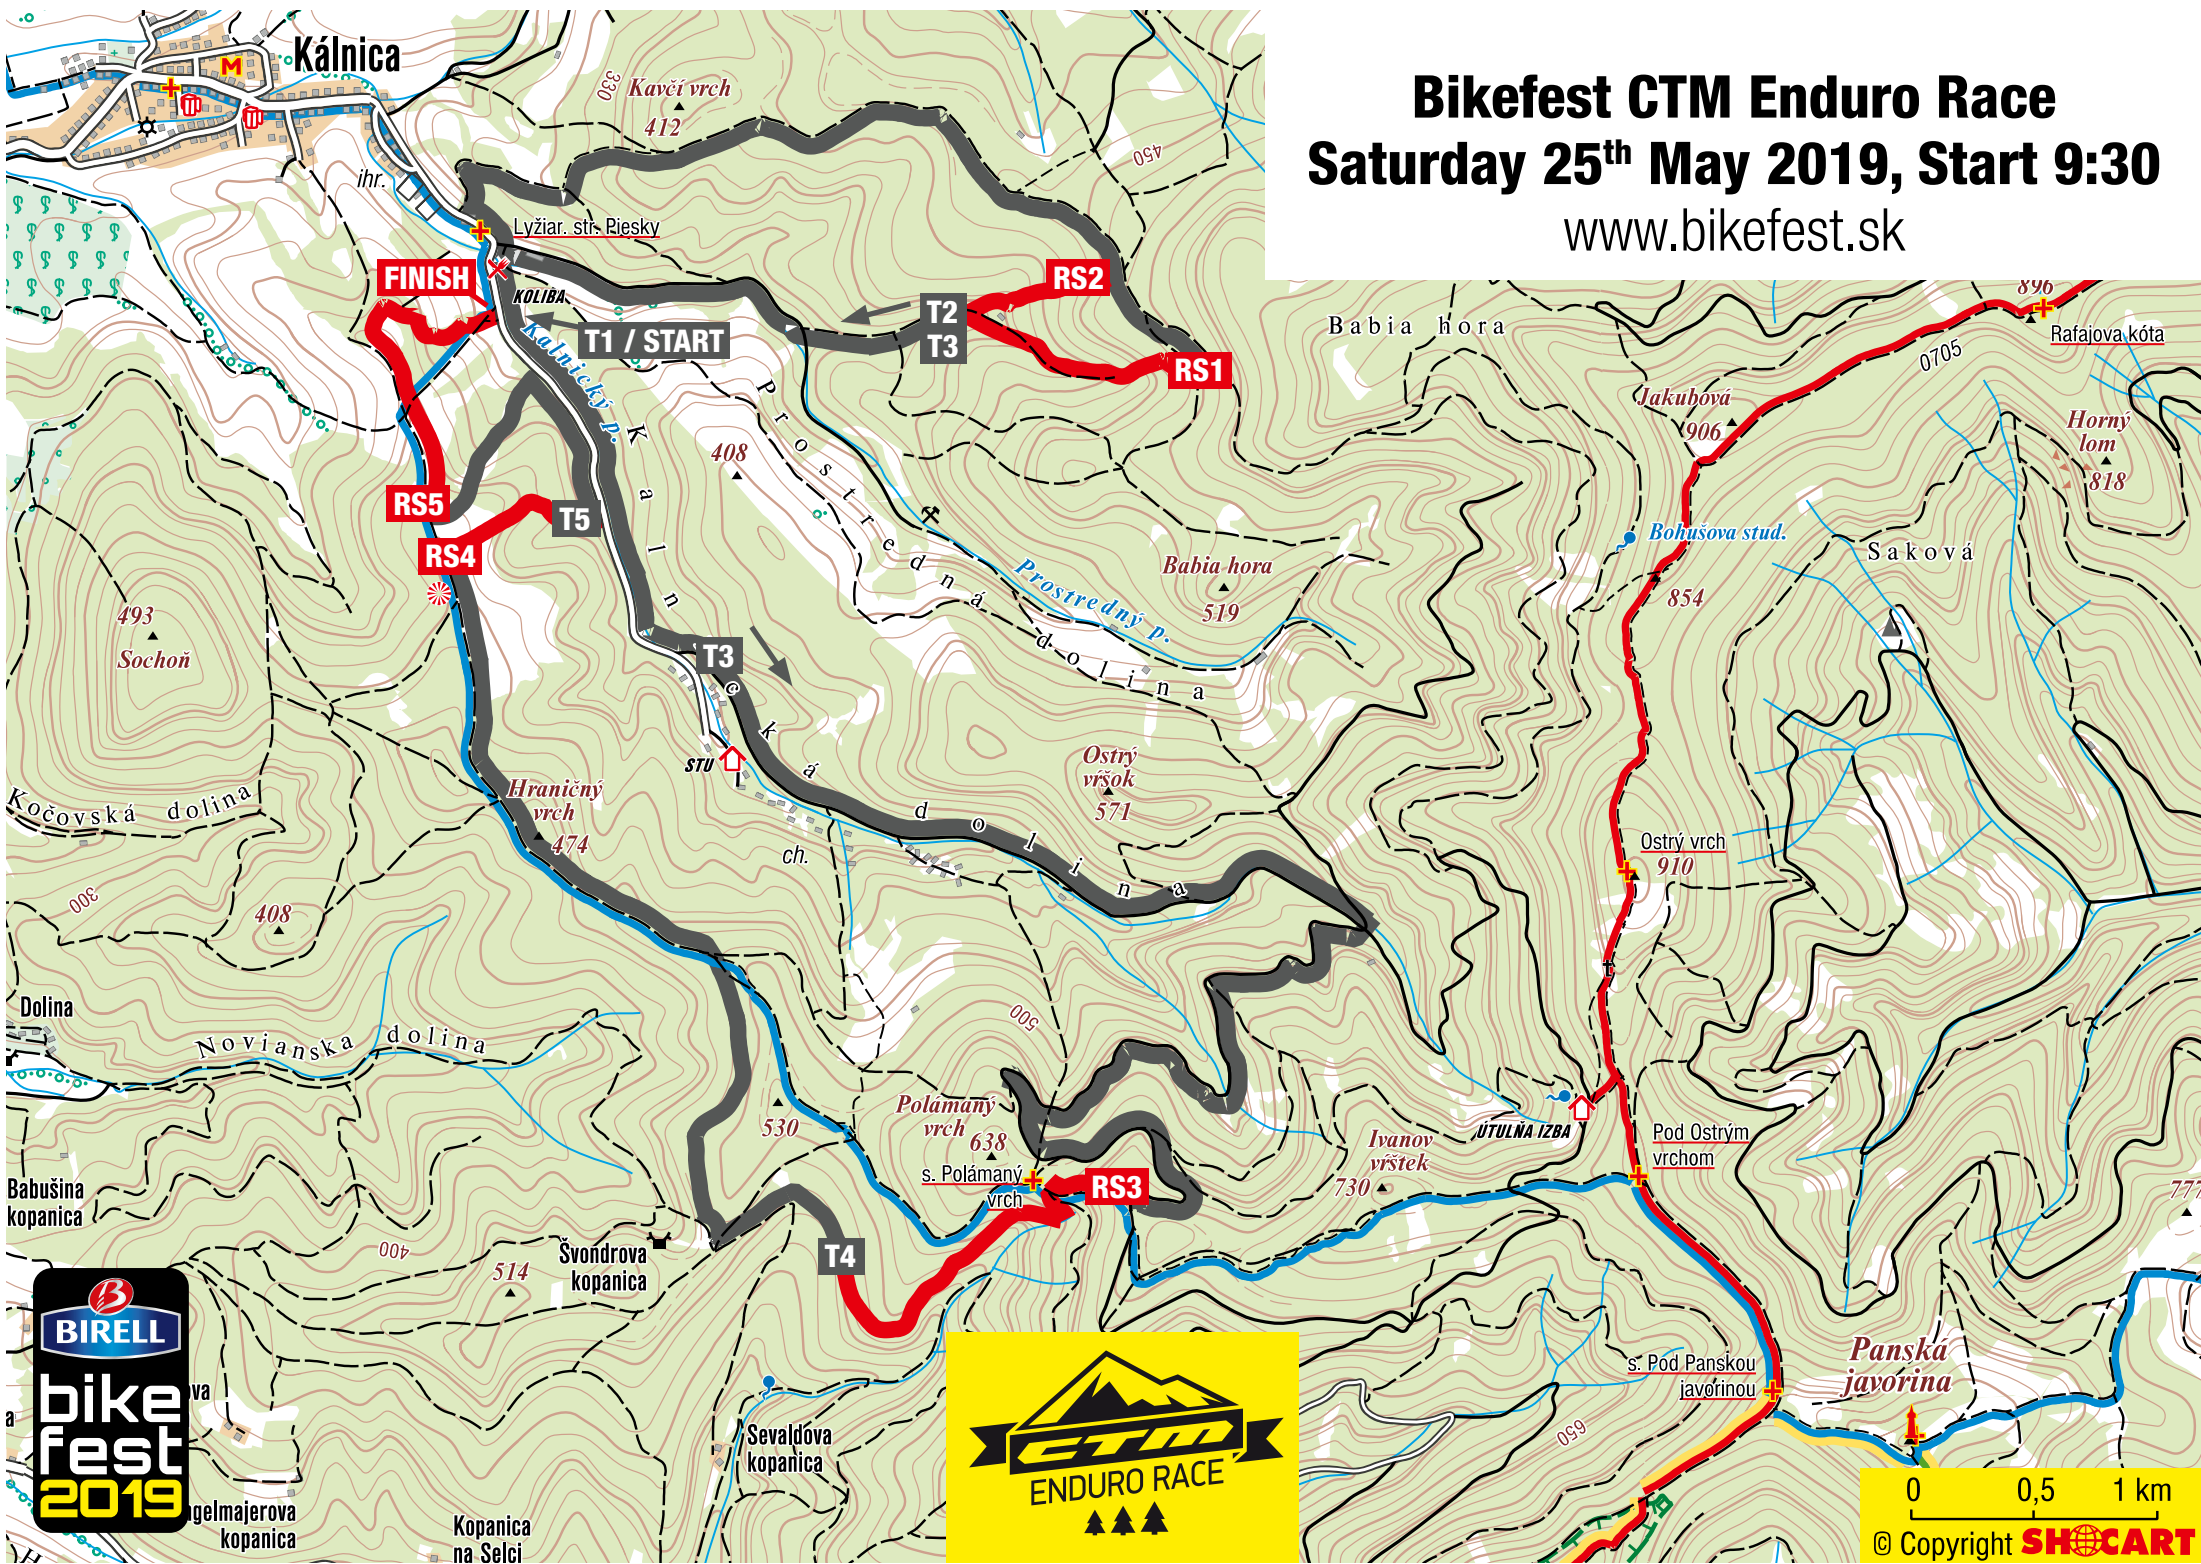 Bikefest CTM Enduro Race
Saturday 25th May 2019, Start 9:30
www.bikefest.sk
Kálnica
M
ihr.
Kavčí vrch
412
330
450
Lyžiar. str. Piesky
FINISH
KOLIBA
T1 / START
Kalnický p.
T2
T3
RS2
RS1
Babia hora
896
Rafajova kóta
0705
Jakubová
906
Horný
lom
818
408
Prostredná dolina
Kalnická dolina
RS5
T5
RS4
Bohušova stud.
Saková
854
Babia hora
519
Prostredný p.
493
Sochoň
T3
STU
Ostrý
vŕšok
571
Hraničný
vrch
474
Kočovská dolina
ch.
Ostrý vrch
910
300
408
Dolina
Novianska dolina
500
530
Polámaný
vrch
638
s. Polámaný
vrch
RS3
Ivanov
vŕštek
730
ÚTULŇA IZBA
Pod Ostrým
vrchom
777
Babušina
kopanica
400
514
Švondrova
kopanica
T4
s. Pod Panskou
javorinou
Panská
javorina
650
BIRELL
bike
fest
2019
ova
gelmajerova
kopanica
Kopanica
na Selci
Sevaldova
kopanica
CTM
ENDURO RACE
0 0,5 1 km
© Copyright SHOCART